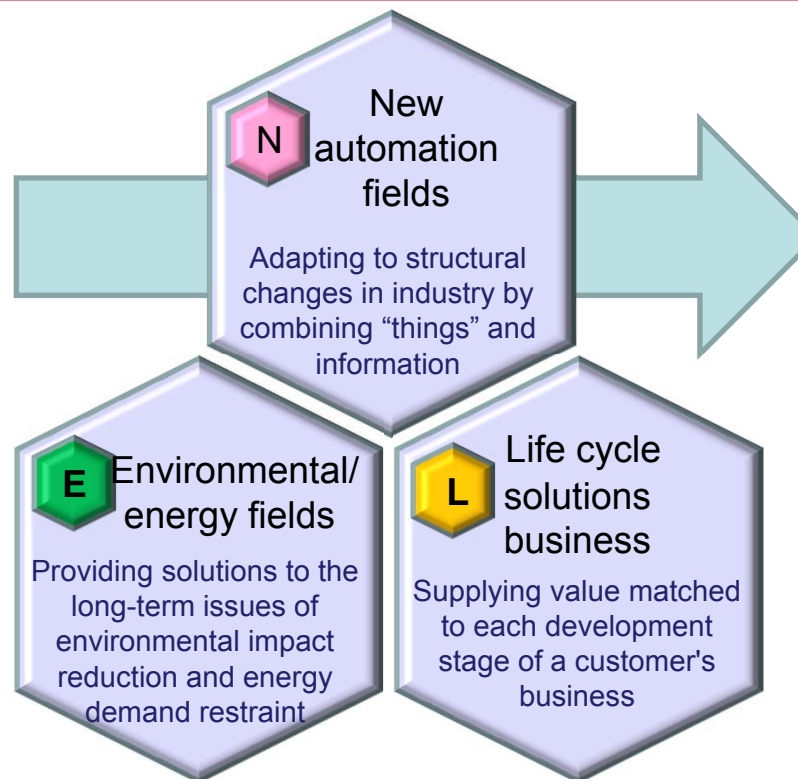 N
New
automation
fields
Adapting to structural
changes in industry by
combining “things” and
information
E
Environmental/
energy fields
Providing solutions to the
long-term issues of
environmental impact
reduction and energy
demand restraint
L
Life cycle
solutions
business
Supplying value matched
to each development
stage of a customer's
business